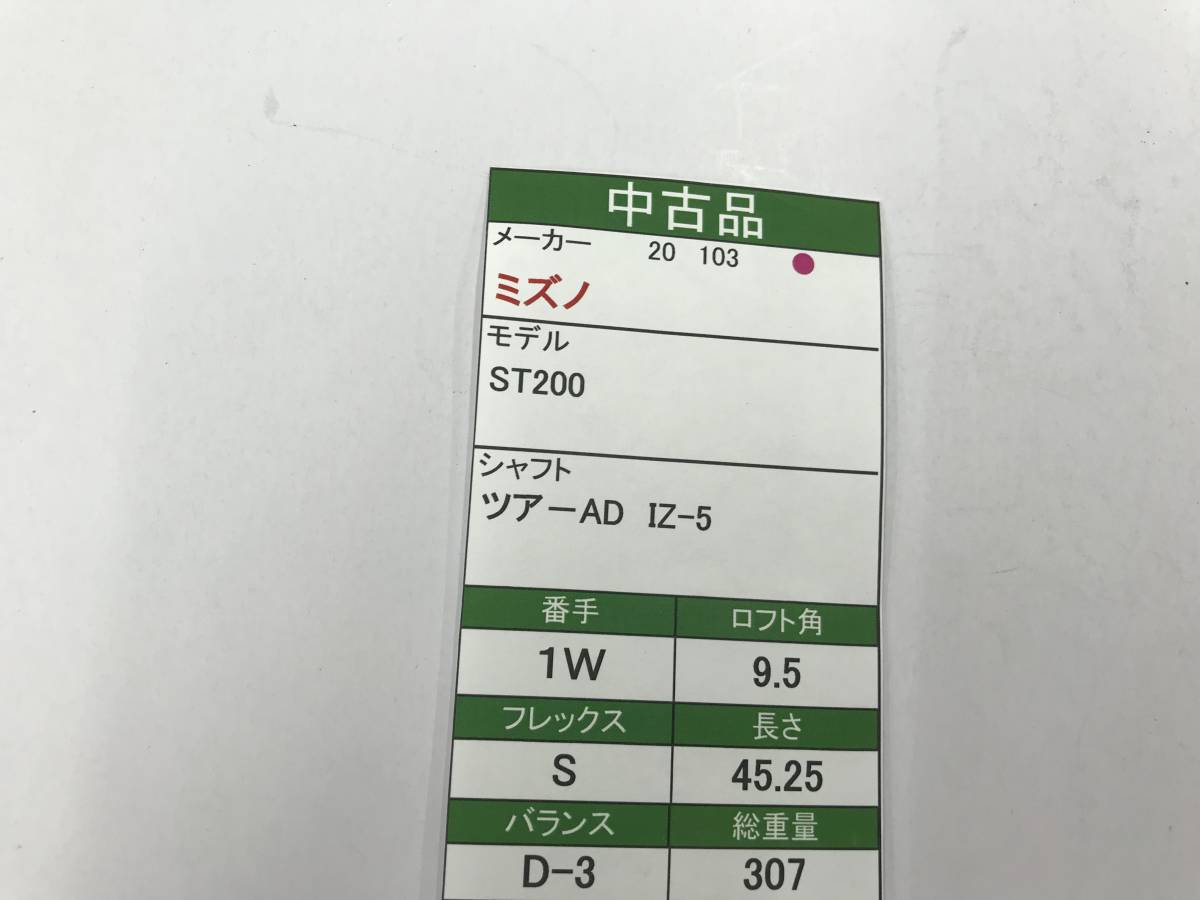 中古品
メーカー 20 103
ミズノ
モデル
ST200
シャフト
ツアーAD IZ-5
番手 ロフト角
1W 9.5
フレックス 長さ
S 45.25
バランス 総重量
D-3 307